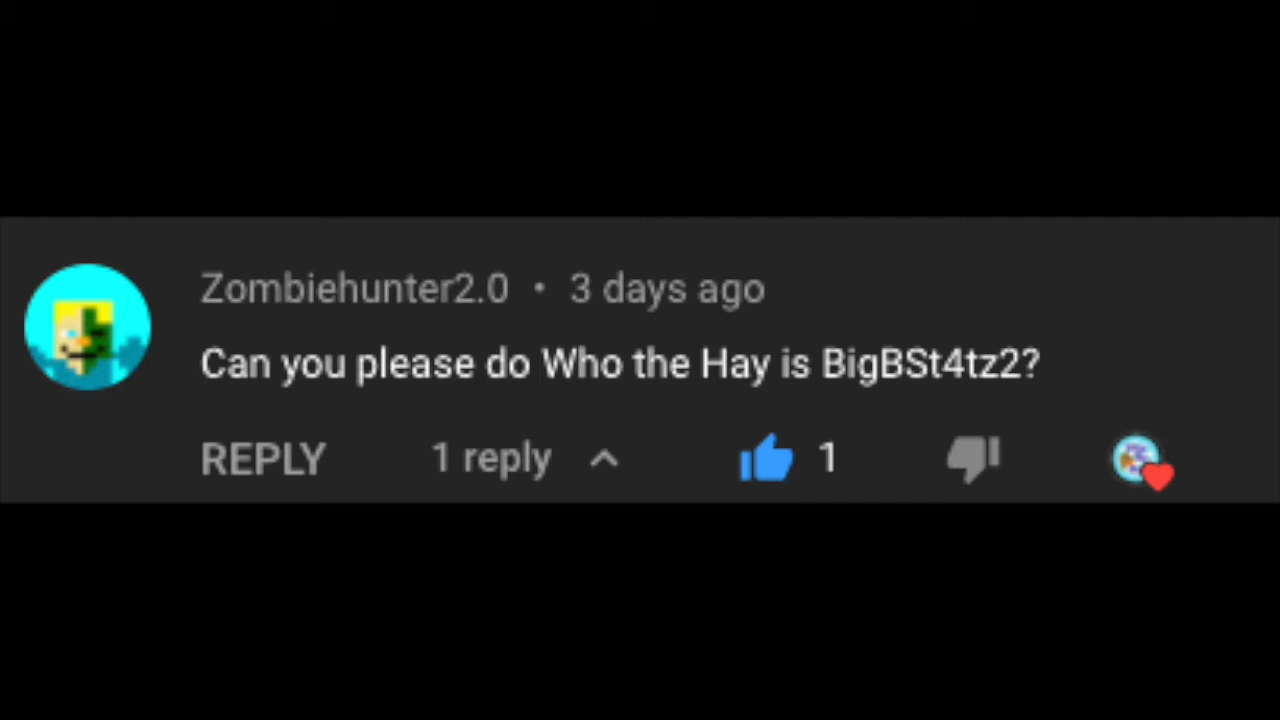 Zombiehunter2.0 • 3 days ago
Can you please do Who the Hay is BigBSt4tz2?
REPLY 1 reply 1